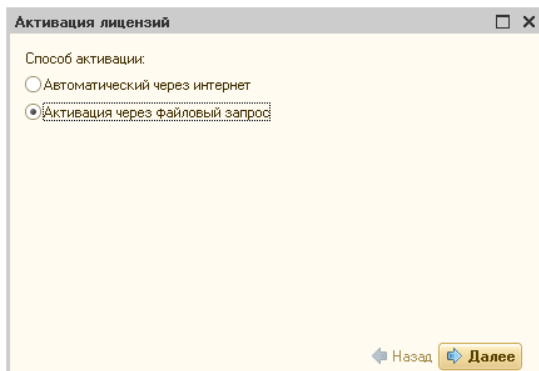 Активация лицензий
Способ активации:
Автоматический через интернет
Активация через файловый запрос
Назад Далее